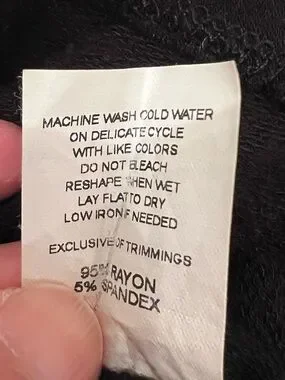 MACHINE WASH COLD WATER
ON DELICATE CYCLE
WITH LIKE COLORS
DO NOT BLEACH
RESHAPE WHEN WET
LAY FLAT TO DRY
LOW IRON IF NEEDED
EXCLUSIVE OF TRIMMINGS
95% RAYON
5% SPANDEX